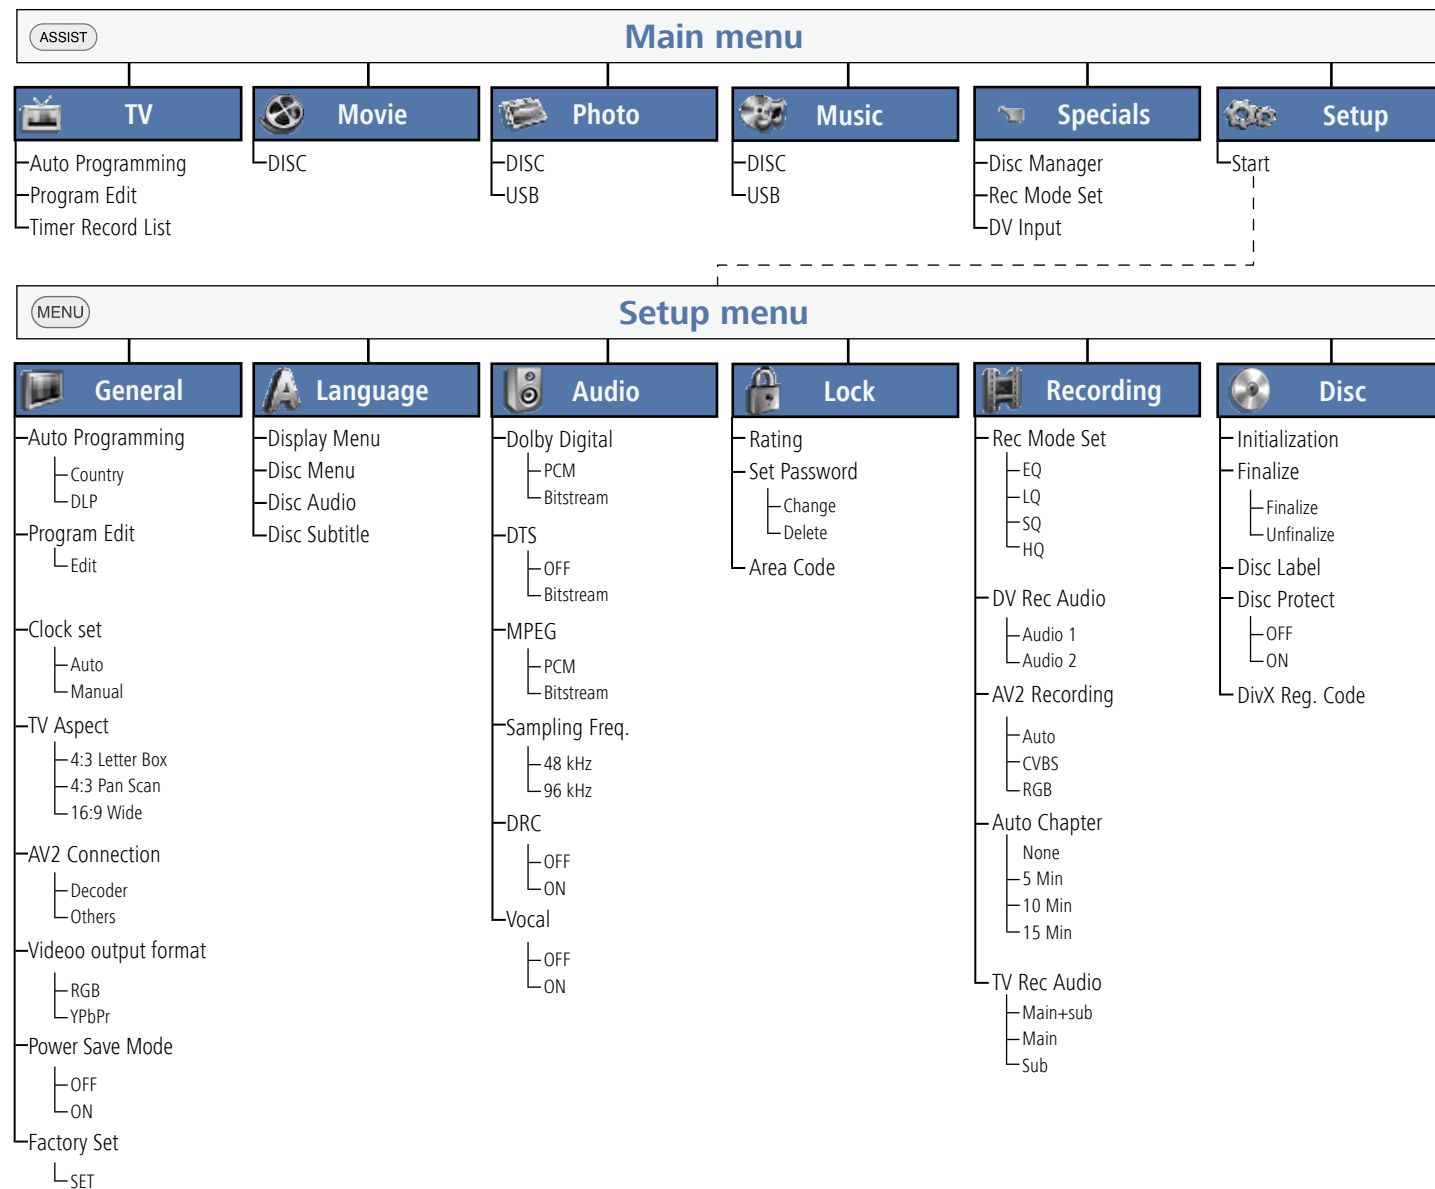 ASSIST
Main menu
TV
Auto Programming
Program Edit
Timer Record List
Movie
DISC
Photo
DISC
USB
Music
DISC
USB
Specials
Disc Manager
Rec Mode Set
DV Input
Setup
Start
MENU
Setup menu
General
Auto Programming
Country
DLP
Program Edit
Edit
Clock set
Auto
Manual
TV Aspect
4:3 Letter Box
4:3 Pan Scan
16:9 Wide
AV2 Connection
Decoder
Others
Videoo output format
RGB
YPbPr
Power Save Mode
OFF
ON
Factory Set
SET
Language
Display Menu
Disc Menu
Disc Audio
Disc Subtitle
Audio
Dolby Digital
PCM
Bitstream
DTS
OFF
Bitstream
MPEG
PCM
Bitstream
Sampling Freq.
48 kHz
96 kHz
DRC
OFF
ON
Vocal
OFF
ON
Lock
Rating
Set Password
Change
Delete
Area Code
Recording
Rec Mode Set
EQ
LQ
SQ
HQ
DV Rec Audio
Audio 1
Audio 2
AV2 Recording
Auto
CVBS
RGB
Auto Chapter
None
5 Min
10 Min
15 Min
TV Rec Audio
Main+sub
Main
Sub
Disc
Initialization
Finalize
Finalize
Unfinalize
Disc Label
Disc Protect
OFF
ON
DivX Reg. Code